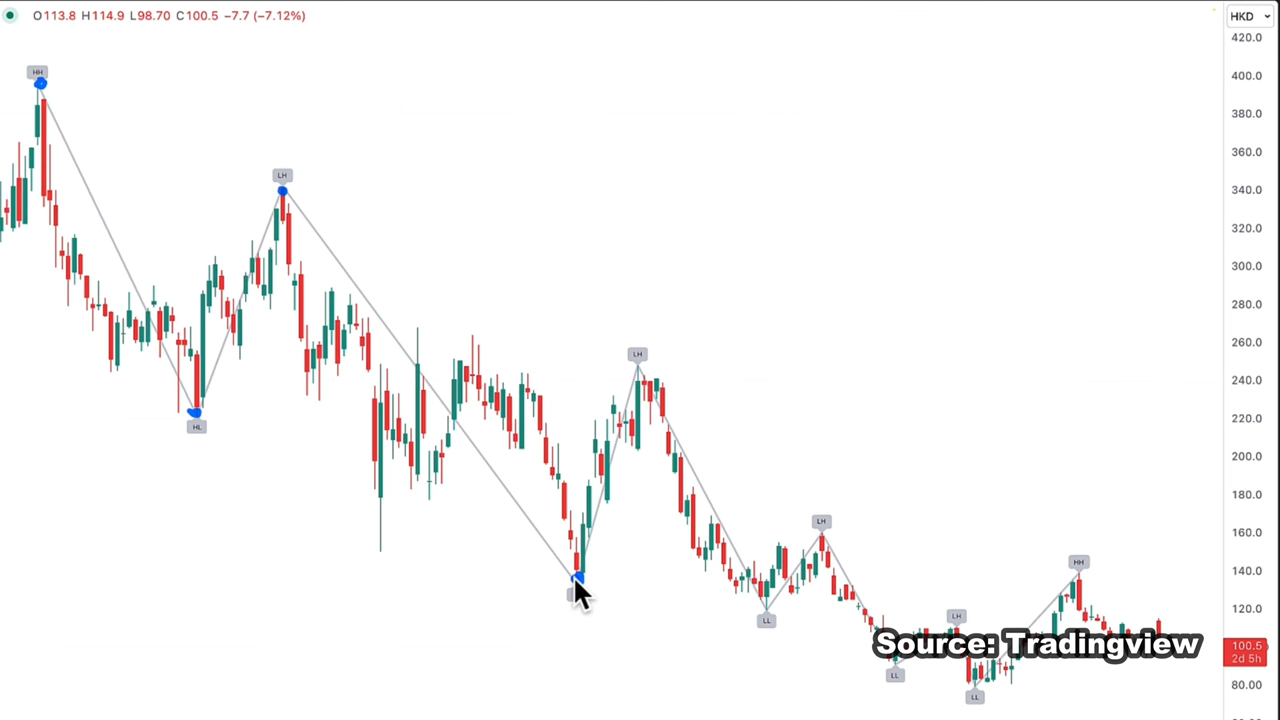 O113.8 H114.9 L98.70 C100.5 −7.7 (−7.12%)
HKD
420.0
HH
400.0
380.0
360.0
LH
340.0
320.0
300.0
280.0
260.0
LH
240.0
HL
220.0
200.0
180.0
LH
160.0
HH
140.0
LH
120.0
LL
Source: Tradingview
100.5
2d 5h
LL
80.00
LL